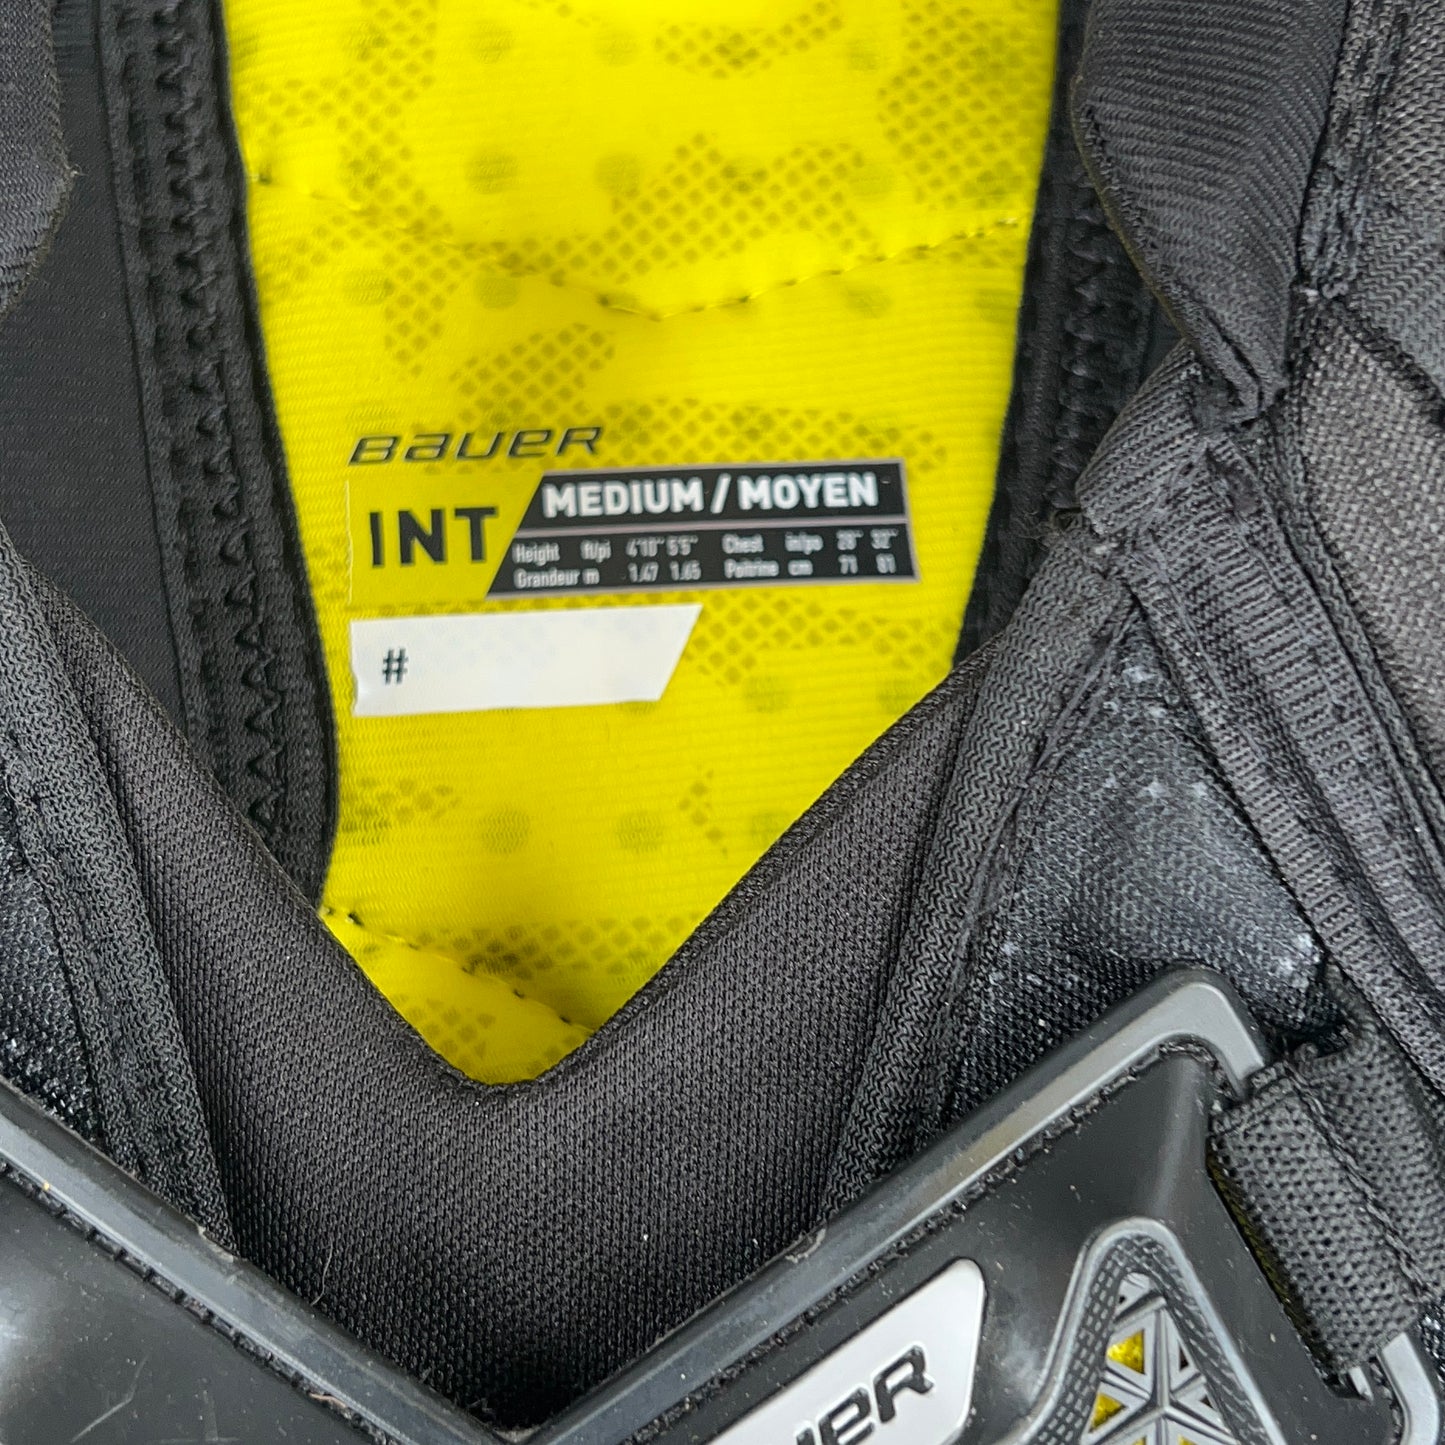 BAUER
INT
MEDIUM / MOYEN
Height ft/pi 4'10" 5'5" Chest in/po 28" 32"
Grandeur m 1.47 1.65 Poitrine cm 71 81
#
UER